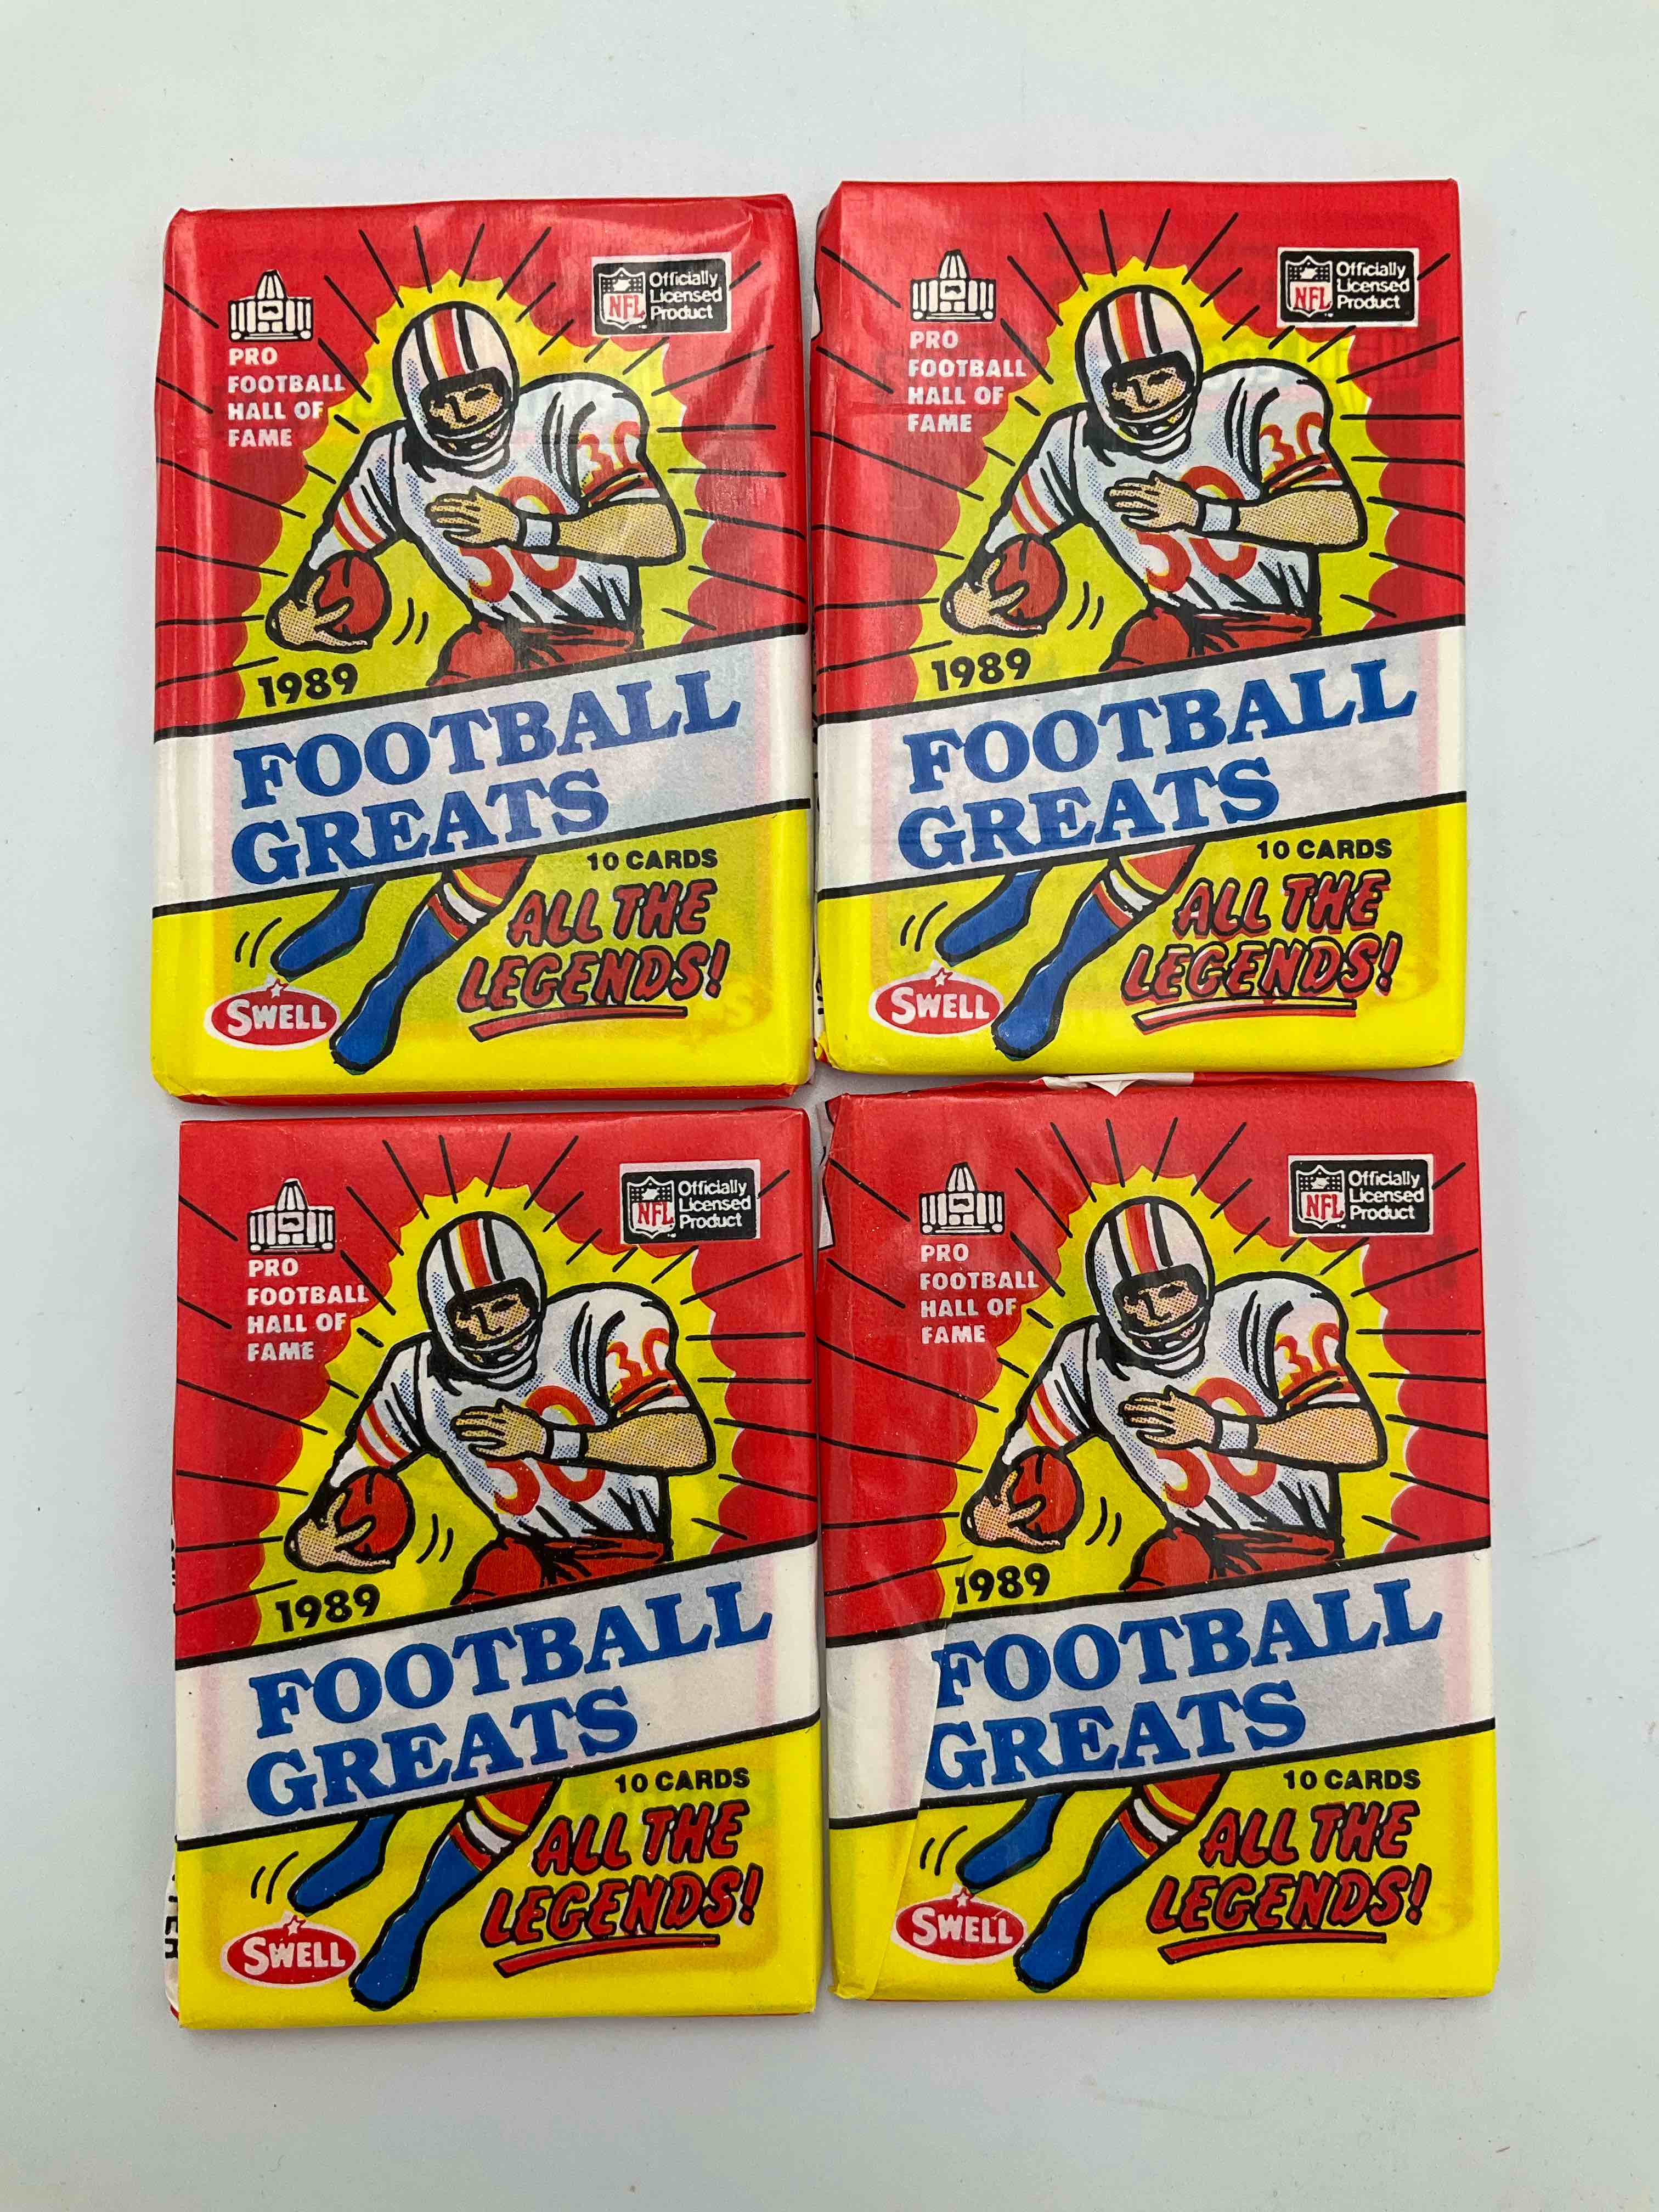 PRO
FOOTBALL
HALL OF
FAME
NFL
Officially
Licensed
Product
30
30
1989
FOOTBALL
GREATS
10 CARDS
ALL THE
LEGENDS!
SWELL
PRO
FOOTBALL
HALL OF
FAME
NFL
Officially
Licensed
Product
30
30
1989
FOOTBALL
GREATS
10 CARDS
ALL THE
LEGENDS!
SWELL
PRO
FOOTBALL
HALL OF
FAME
NFL
Officially
Licensed
Product
30
30
1989
FOOTBALL
GREATS
10 CARDS
ALL THE
LEGENDS!
SWELL
PRO
FOOTBALL
HALL OF
FAME
NFL
Officially
Licensed
Product
30
30
1989
FOOTBALL
GREATS
10 CARDS
ALL THE
LEGENDS!
SWELL